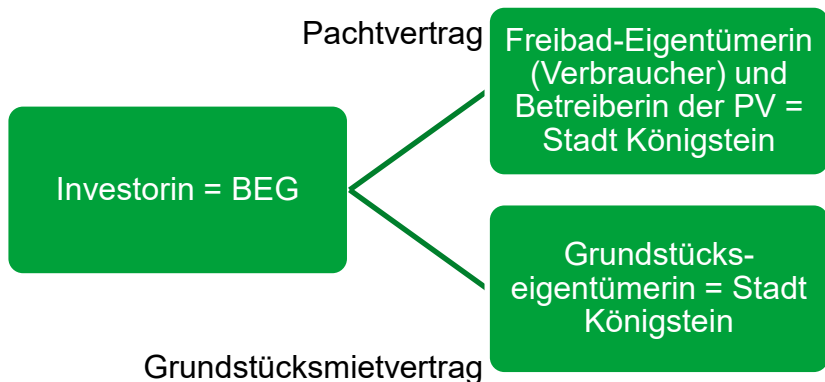 Pachtvertrag
Freibad-Eigentümerin
(Verbraucher) und
Betreiberin der PV =
Stadt Königstein
Investorin = BEG
Grundstücks-
eigentümerin = Stadt
Königstein
Grundstücksmietvertrag